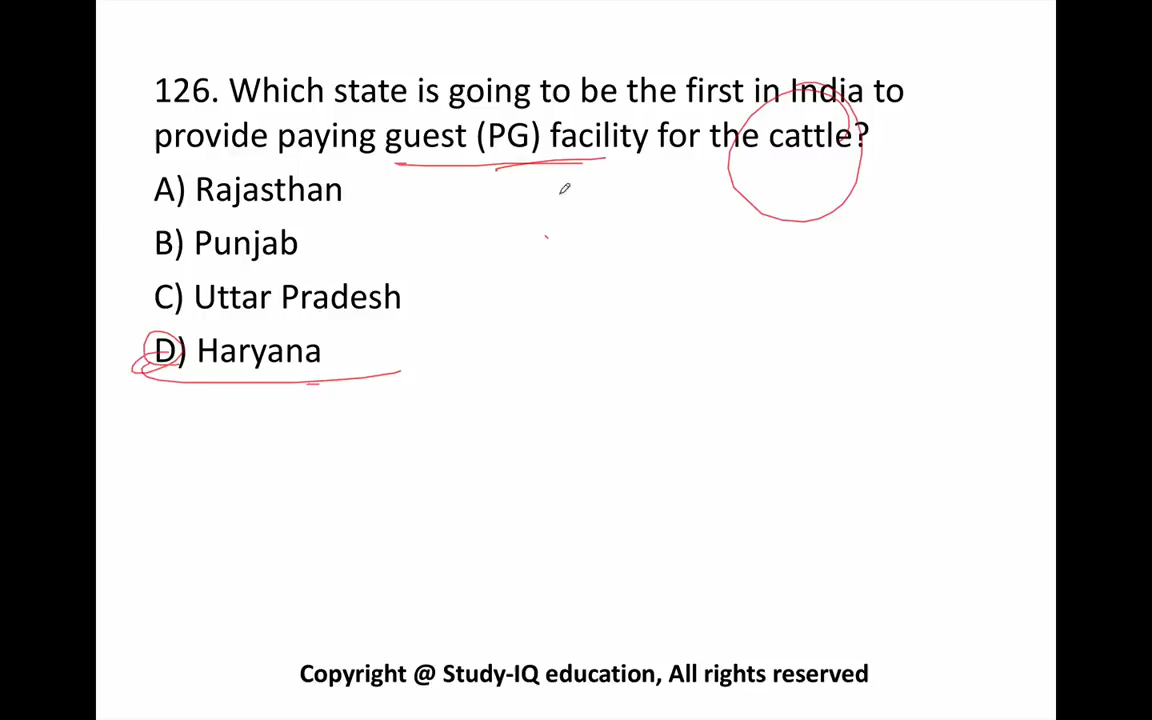 126. Which state is going to be the first in India to
provide paying guest (PG) facility for the cattle?
A) Rajasthan
B) Punjab
C) Uttar Pradesh
D) Haryana
Copyright @ Study-IQ education, All rights reserved